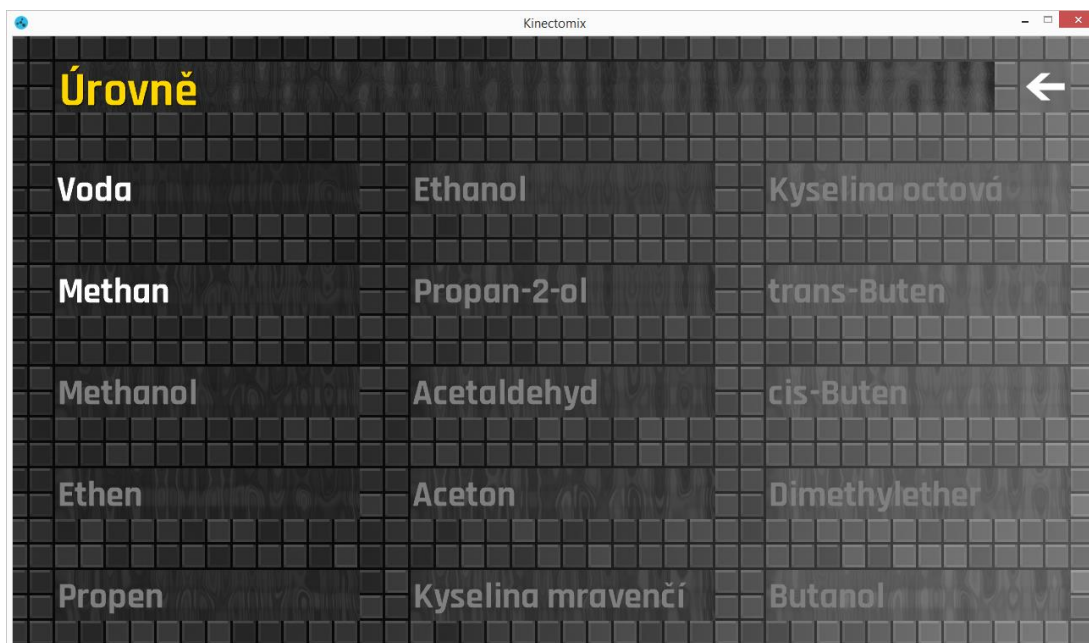 Kinectomix
Úrovně
Voda
Ethanol
Kyselina octová
Methan
Propan-2-ol
trans-Buten
Methanol
Acetaldehyd
cis-Buten
Ethen
Aceton
Dimethylether
Propen
Kyselina mravenčí
Butanol